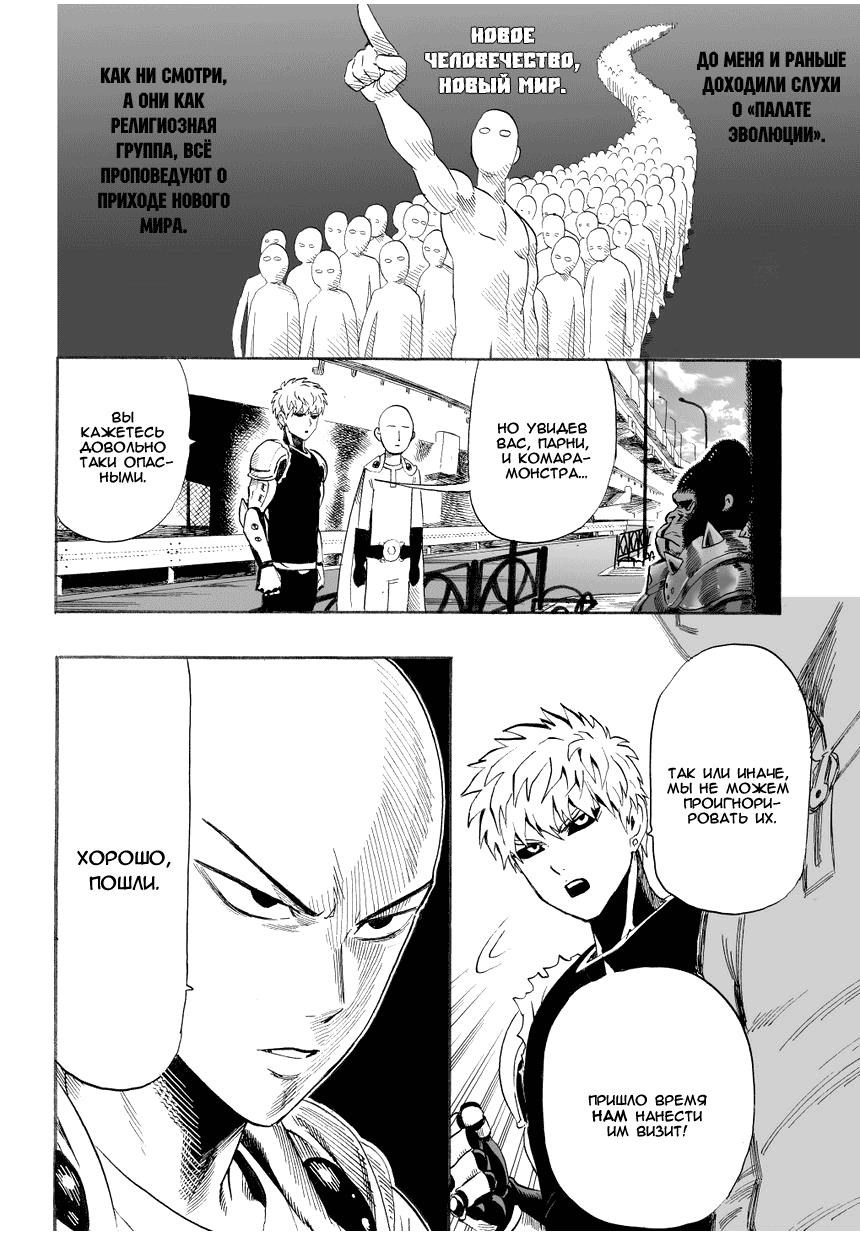 ДО МЕНЯ И РАНЬШЕ
ДОХОДИЛИ СЛУХИ
О «ПАЛАТЕ
ЭВОЛЮЦИИ».
НОВОЕ
ЧЕЛОВЕЧЕСТВО,
НОВЫЙ МИР.
КАК НИ СМОТРИ,
А ОНИ КАК
РЕЛИГИОЗНАЯ
ГРУППА, ВСЁ
ПРОПОВЕДУЮТ О
ПРИХОДЕ НОВОГО
МИРА.
НО УВИДЕВ
ВАС, ПАРНИ,
И КОМАРА-
МОНСТРА...
ВЫ
КАЖЕТЕСЬ
ДОВОЛЬНО
ТАКИ ОПАС-
НЫМИ.
ТАК ИЛИ ИНАЧЕ,
МЫ НЕ МОЖЕМ
ПРОИГНОРИ-
РОВАТЬ ИХ.
ПРИШЛО ВРЕМЯ
НАМ НАНЕСТИ
ИМ ВИЗИТ!
ХОРОШО,
ПОШЛИ.